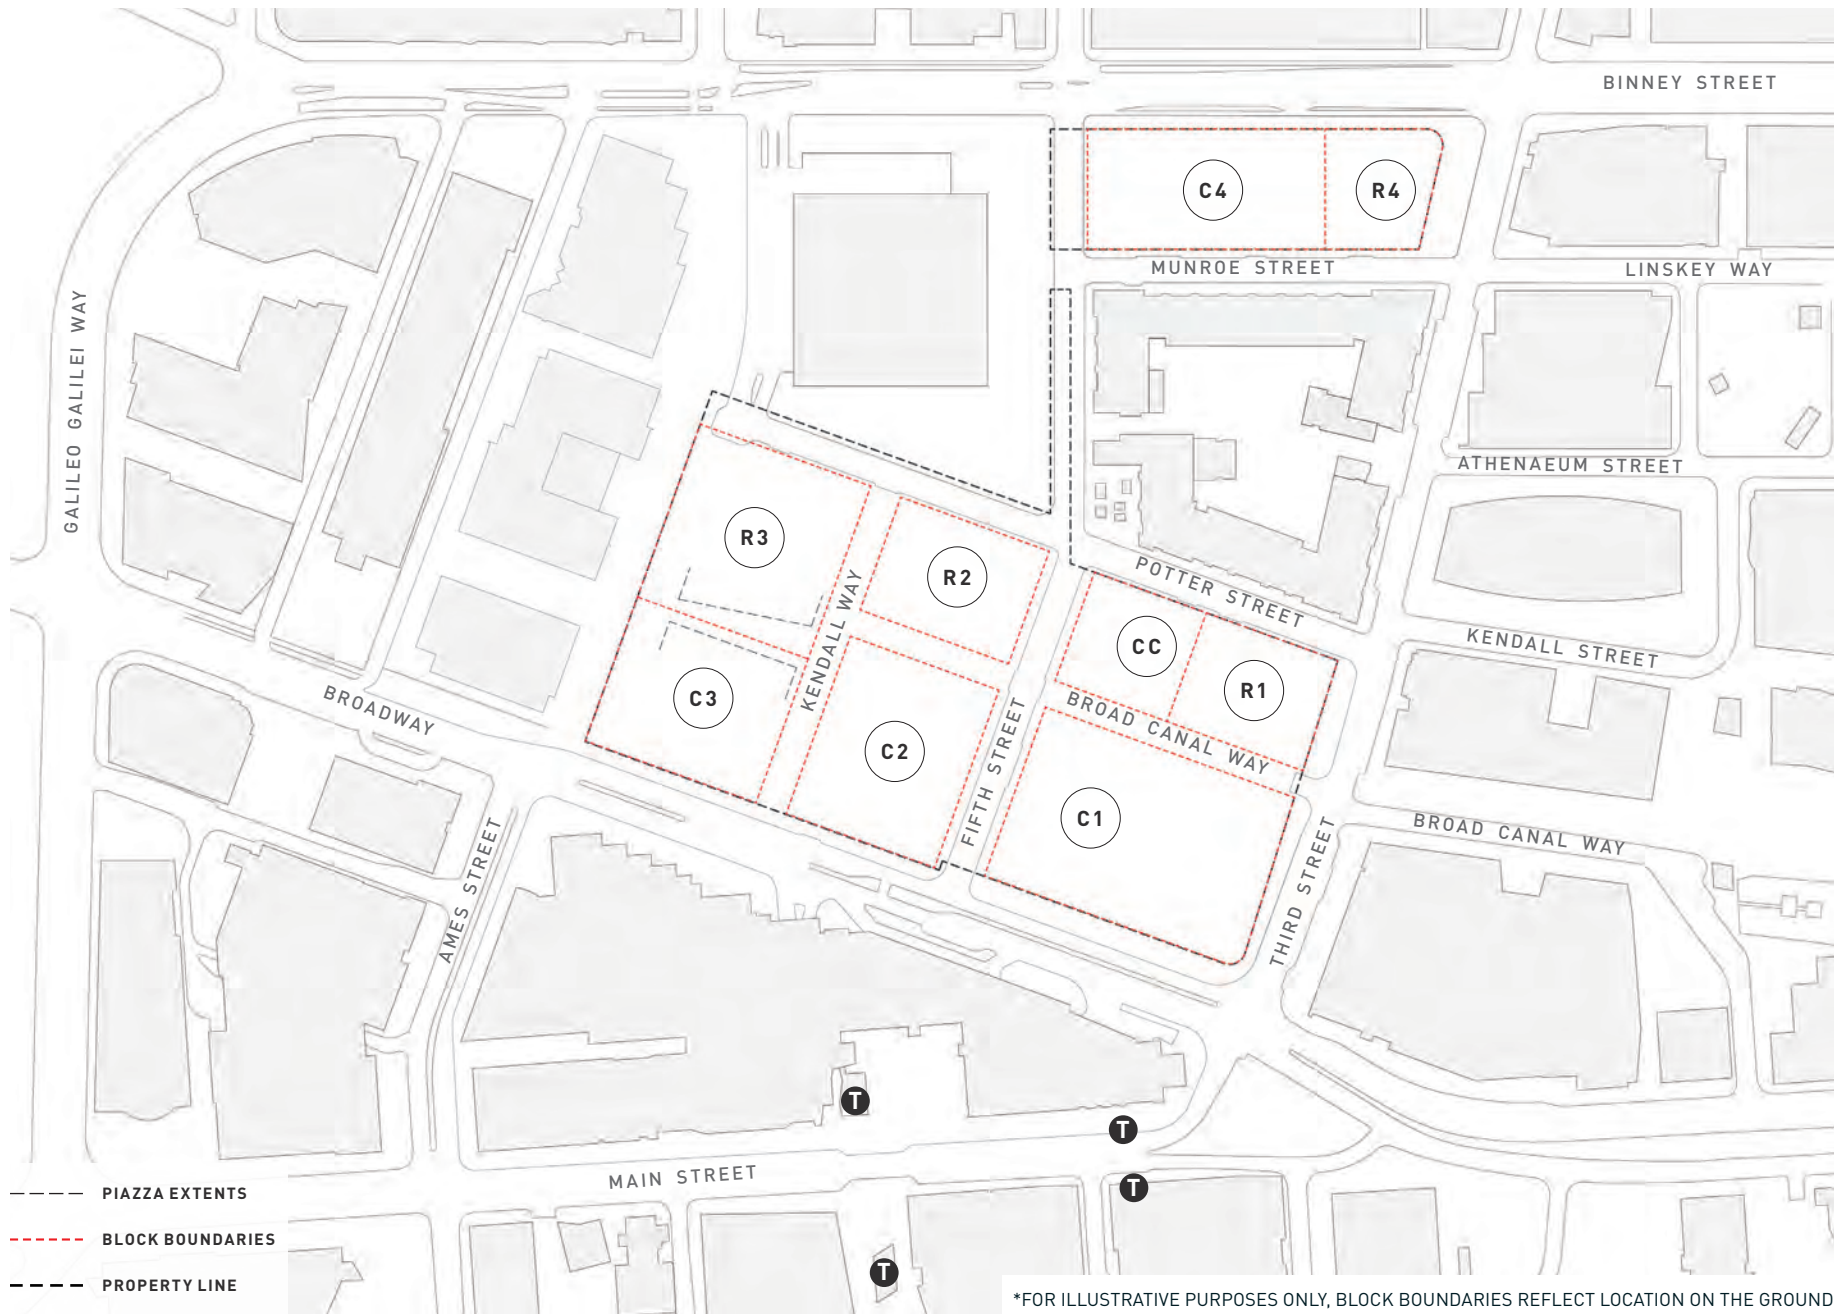 BINNEY STREET
C4
R4
MUNROE STREET
LINSKEY WAY
GALILEO GALILEI WAY
ATHENAEUM STREET
R3
R2
POTTER STREET
KENDALL WAY
CC
KENDALL STREET
R1
C3
BROADWAY
BROAD CANAL WAY
C2
FIFTH STREET
C1
BROAD CANAL WAY
AMES STREET
THIRD STREET
T
T
MAIN STREET
T
PIAZZA EXTENTS
BLOCK BOUNDARIES
T
PROPERTY LINE
*FOR ILLUSTRATIVE PURPOSES ONLY, BLOCK BOUNDARIES REFLECT LOCATION ON THE GROUND